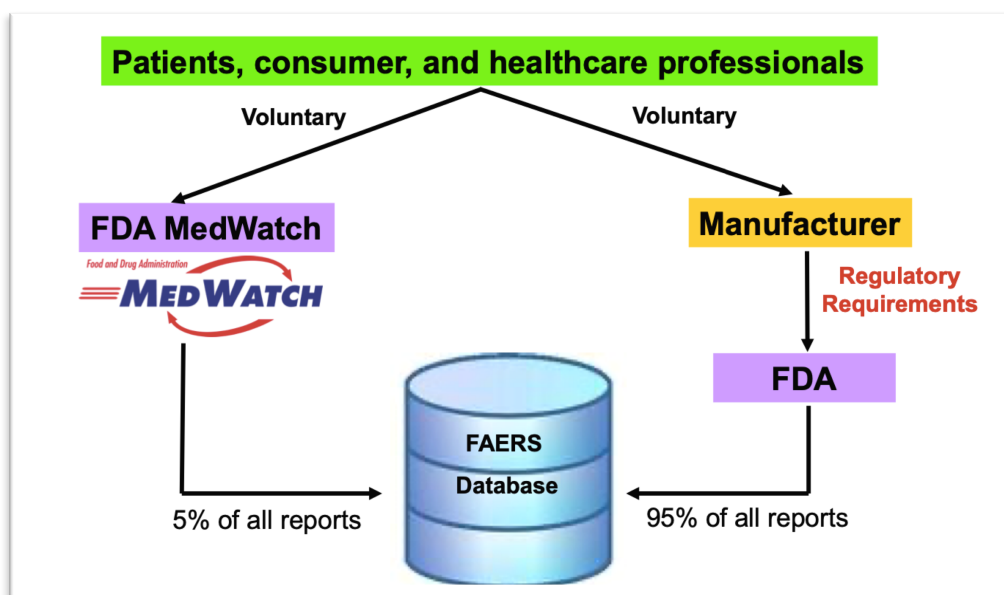 Patients, consumer, and healthcare professionals
Voluntary
Voluntary
FDA MedWatch
Food and Drug Administration
MEDWATCH
Manufacturer
Regulatory
Requirements
FDA
FAERS
Database
5% of all reports
95% of all reports